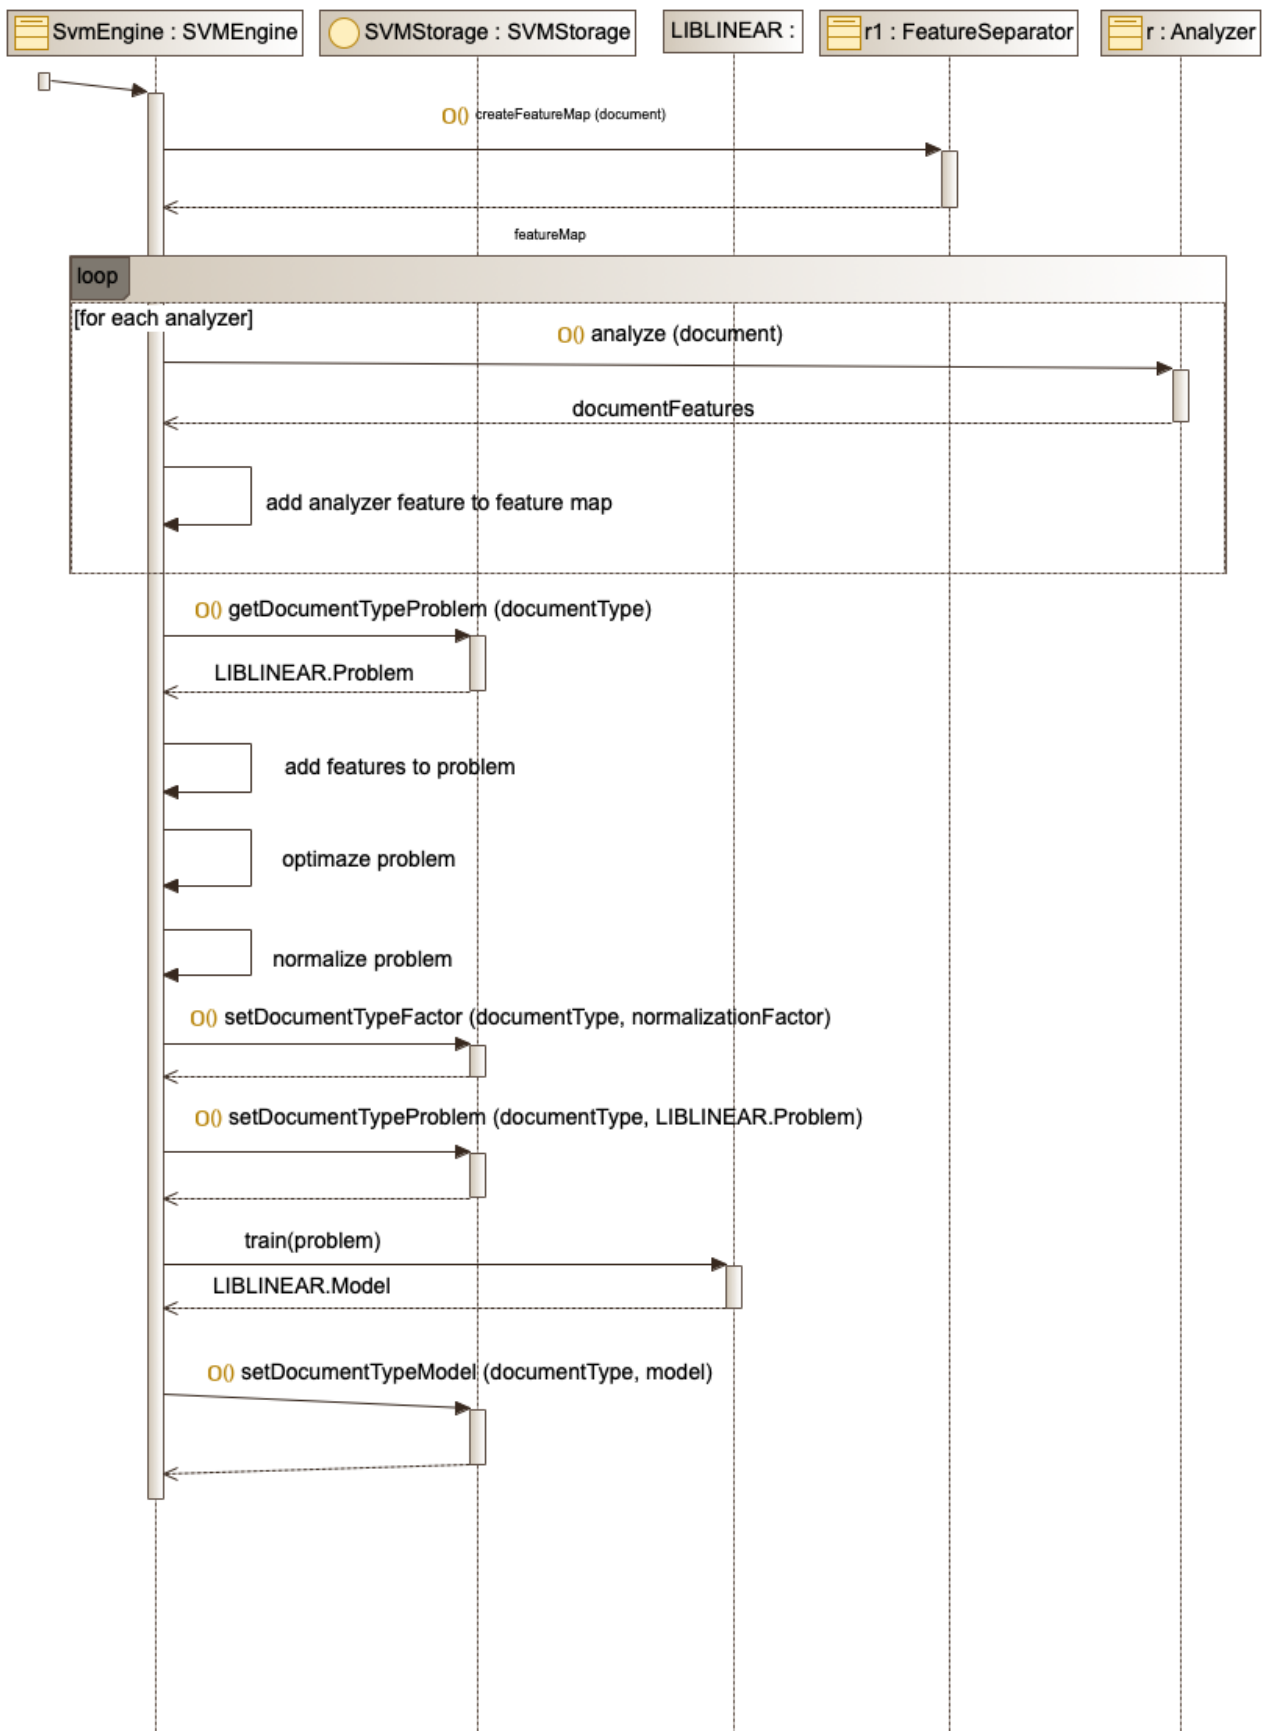 SvmEngine : SVMEngine
SVMStorage : SVMStorage
LIBLINEAR :
r1 : FeatureSeparator
r : Analyzer
O() createFeatureMap (document)
featureMap
loop
[for each analyzer]
O() analyze (document)
documentFeatures
add analyzer feature to feature map
O() getDocumentTypeProblem (documentType)
LIBLINEAR.Problem
add features to problem
optimaze problem
normalize problem
O() setDocumentTypeFactor (documentType, normalizationFactor)
O() setDocumentTypeProblem (documentType, LIBLINEAR.Problem)
train(problem)
LIBLINEAR.Model
O() setDocumentTypeModel (documentType, model)